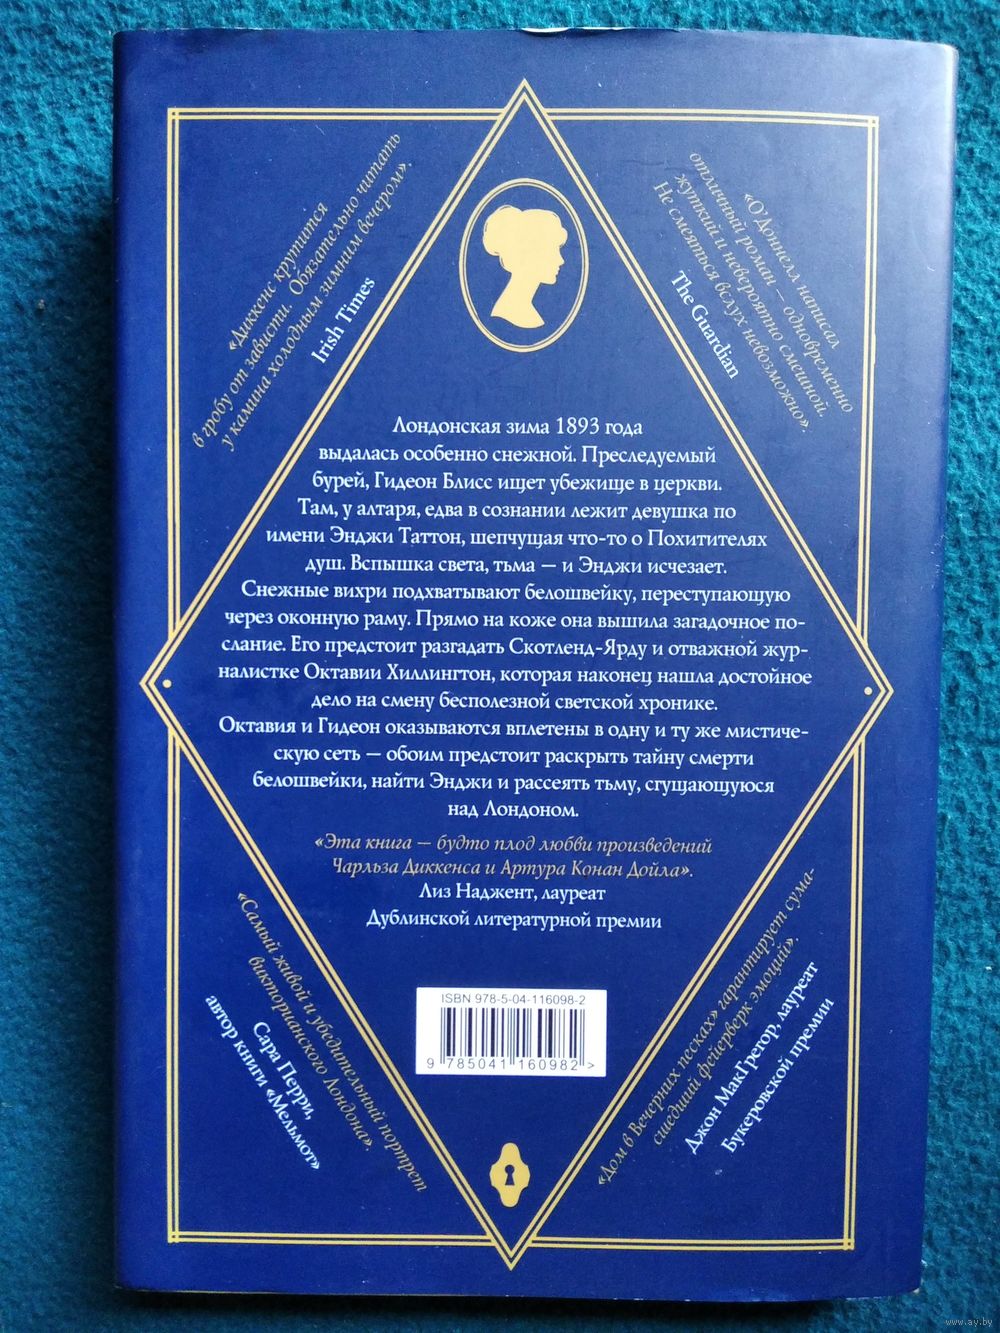 «Диккенс крутится
в гробу от зависти. Обязательно читать
у камина холодным зимним вечером».
Irish Times
«О'Доннелл написал
отличный роман — одновременно
жуткий и невероятно смешной.
Не смеяться вслух невозможно».
The Guardian
Лондонская зима 1893 года
выдалась особенно снежной. Преследуемый
бурей, Гидеон Блисс ищет убежище в церкви.
Там, у алтаря, едва в сознании лежит девушка по
имени Энджи Таттон, шепчущая что-то о Похитителях
душ. Вспышка света, тьма — и Энджи исчезает.
Снежные вихри подхватывают белошвейку, переступающую
через оконную раму. Прямо на коже она вышила загадочное по-
слание. Его предстоит разгадать Скотленд-Ярду и отважной жур-
налистке Октавии Хиллингтон, которая наконец нашла достойное
дело на смену бесполезной светской хронике.
Октавия и Гидеон оказываются вплетены в одну и ту же мистиче-
скую сеть — обоим предстоит раскрыть тайну смерти
белошвейки, найти Энджи и рассеять тьму, сгущающуюся
над Лондоном.
«Эта книга — будто плод любви произведений
Чарльза Диккенса и Артура Конан Дойла».
Лиз Наджент, лауреат
Дублинской литературной премии
«Самый живой и убедительный портрет
викторианского Лондона».
Сара Перри,
автор книги «Мельмот»
«Дом в Вечерних песках» гарантирует сума-
сшедший фейерверк эмоций».
Джон МакГрегор, лауреат
Букеровской премии
ISBN 978-5-04-116098-2
9 785041 160982 >
www.ay.by